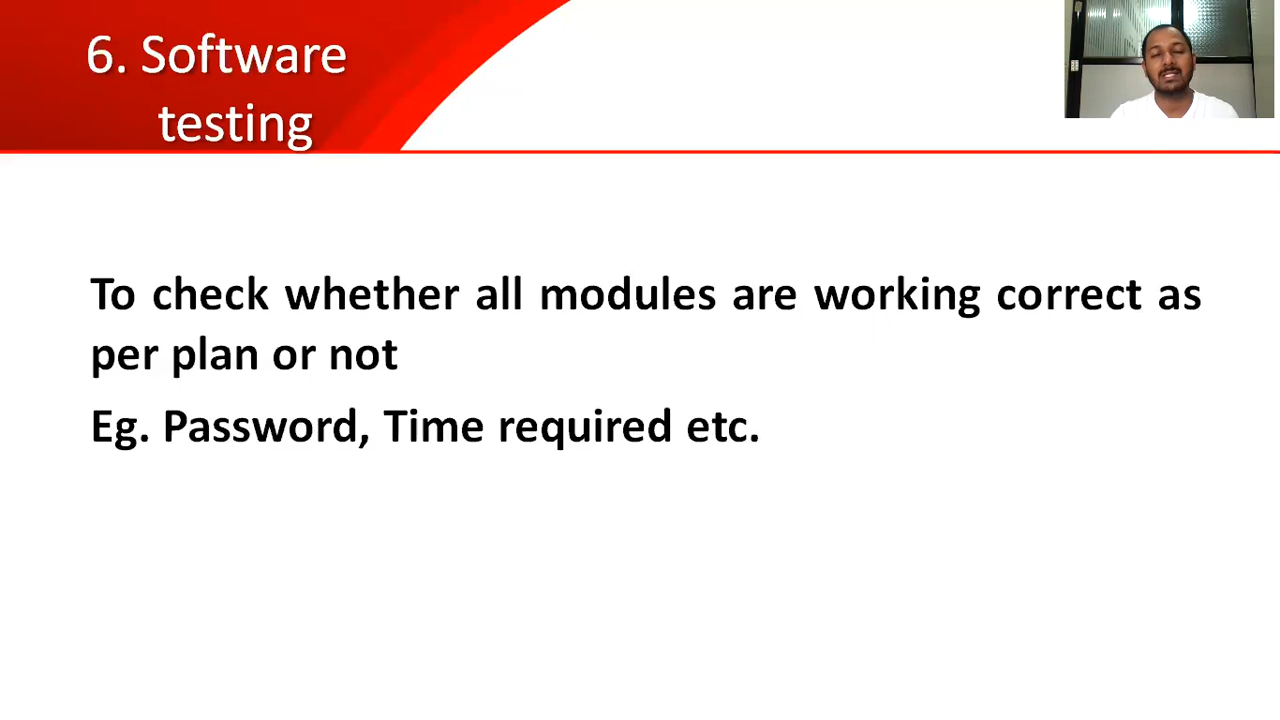 6. Software
testing
To check whether all modules are working correct as
per plan or not
Eg. Password, Time required etc.